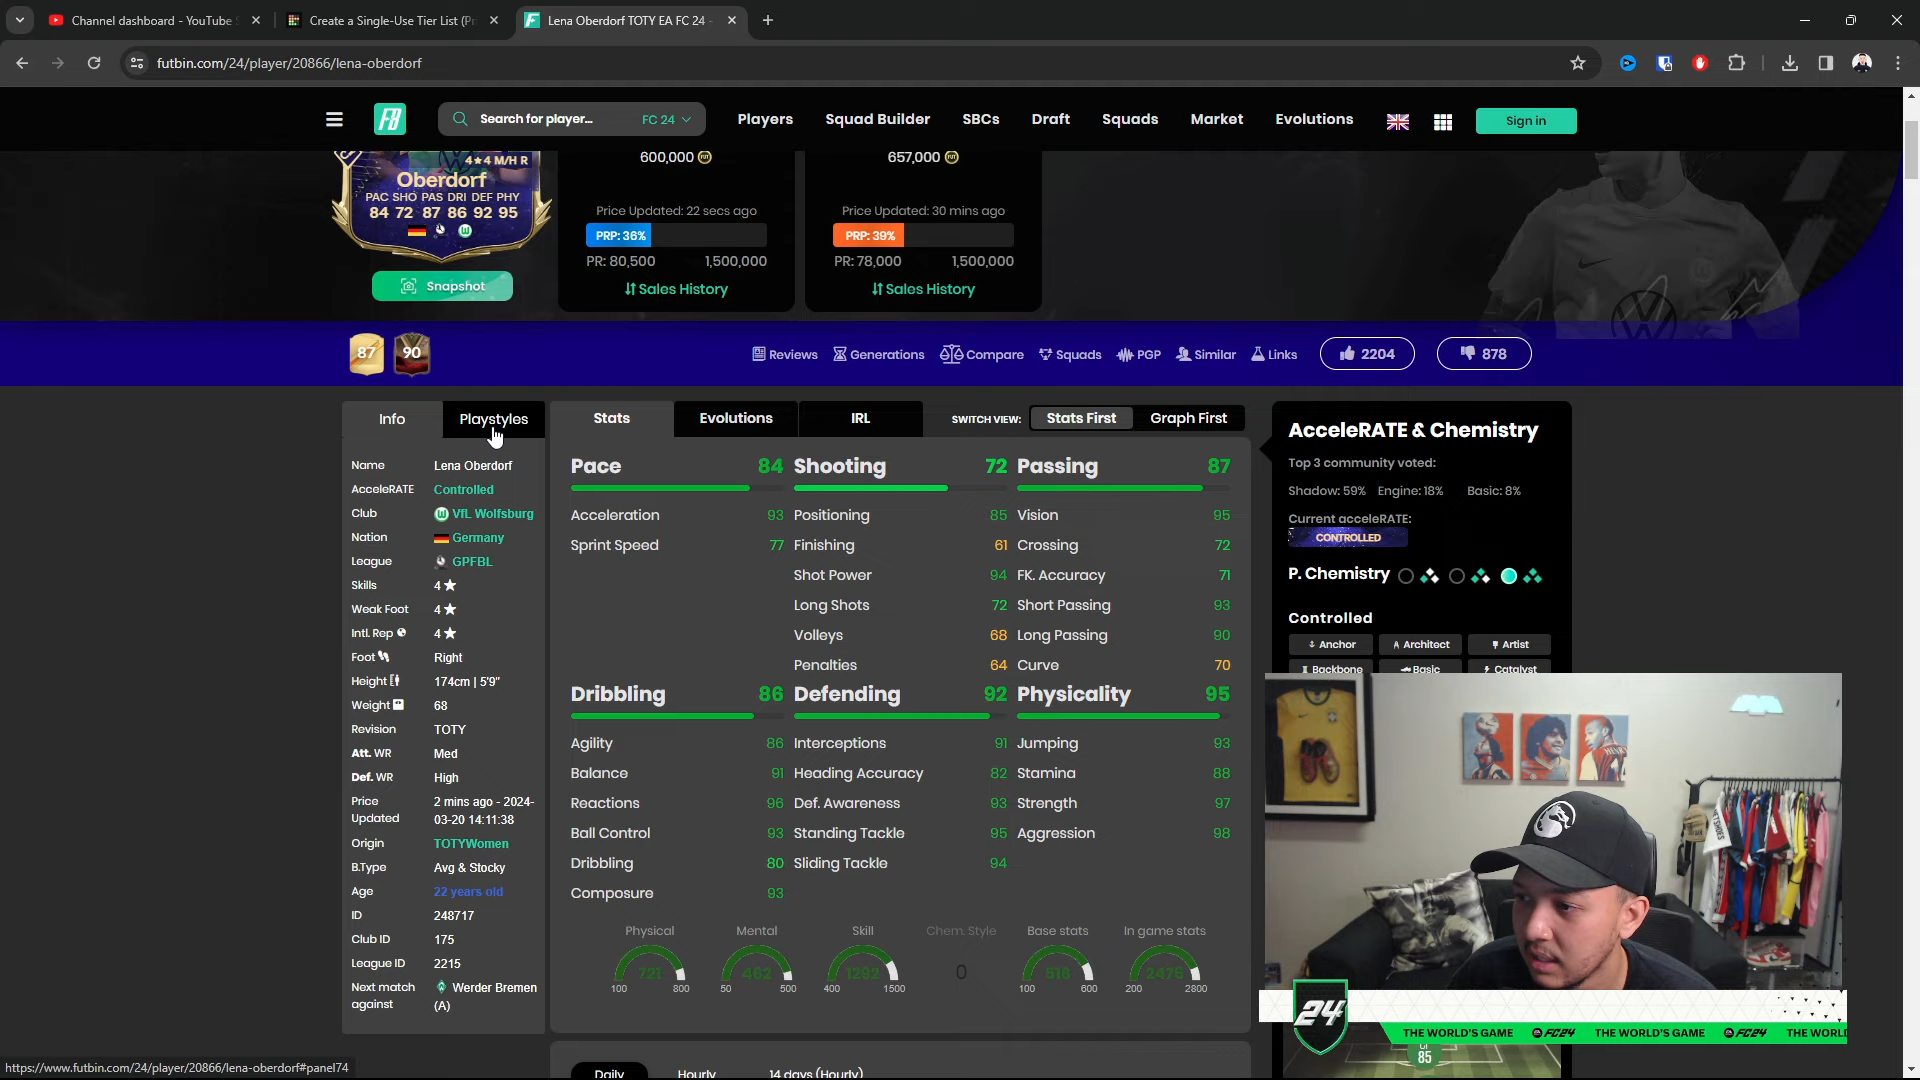 Channel dashboard - YouTube
Create a Single-Use Tier List (Pr
Lena Oberdorf TOTY EA FC 24 -
futbin.com/24/player/20866/lena-oberdorf
FB
Search for player...
FC 24
Players
Squad Builder
SBCs
Draft
Squads
Market
Evolutions
Sign in
4★4 M/H R
Oberdorf
PAC SHO PAS DRI DEF PHY
84 72 87 86 92 95
Snapshot
600,000
Price Updated: 22 secs ago
PRP: 36%
PR: 80,500 1,500,000
Sales History
657,000
Price Updated: 30 mins ago
PRP: 39%
PR: 78,000 1,500,000
Sales History
87
90
Reviews
Generations
Compare
Squads
PGP
Similar
Links
2204
878
Info
Playstyles
Name Lena Oberdorf
AcceleRATE Controlled
Club VfL Wolfsburg
Nation Germany
League GPFBL
Skills 4★
Weak Foot 4★
Intl. Rep 4★
Foot Right
Height 174cm | 5'9"
Weight 68
Revision TOTY
Att. WR Med
Def. WR High
Price Updated 2 mins ago - 2024-
03-20 14:11:38
Origin TOTYWomen
B.Type Avg & Stocky
Age 22 years old
ID 248717
Club ID 175
League ID 2215
Next match against Werder Bremen
(A)
Stats
Evolutions
IRL
SWITCH VIEW:
Stats First
Graph First
Pace 84
Acceleration 93
Sprint Speed 77
Shooting 72
Positioning 85
Finishing 61
Shot Power 94
Long Shots 72
Volleys 68
Penalties 64
Passing 87
Vision 95
Crossing 72
FK. Accuracy 71
Short Passing 93
Long Passing 90
Curve 70
Dribbling 86
Agility 86
Balance 91
Reactions 96
Ball Control 93
Dribbling 80
Composure 93
Defending 92
Interceptions 91
Heading Accuracy 82
Def. Awareness 93
Standing Tackle 95
Sliding Tackle 94
Physicality 95
Jumping 93
Stamina 88
Strength 97
Aggression 98
Physical
721
100 800
Mental
462
50 500
Skill
1292
400 1500
Chem. Style
0
Base stats
516
100 600
In game stats
2475
200 2800
Daily
Hourly
14 days (Hourly)
AcceleRATE & Chemistry
Top 3 community voted:
Shadow: 59% Engine: 18% Basic: 8%
Current acceleRATE:
CONTROLLED
P. Chemistry
Controlled
Anchor
Architect
Artist
Backbone
Basic
Catalyst
HENRY
24
THE WORLD'S GAME
FC24
THE WORLD'S GAME
FC24
THE WORL
85
https://www.futbin.com/24/player/20866/lena-oberdorf#panel74